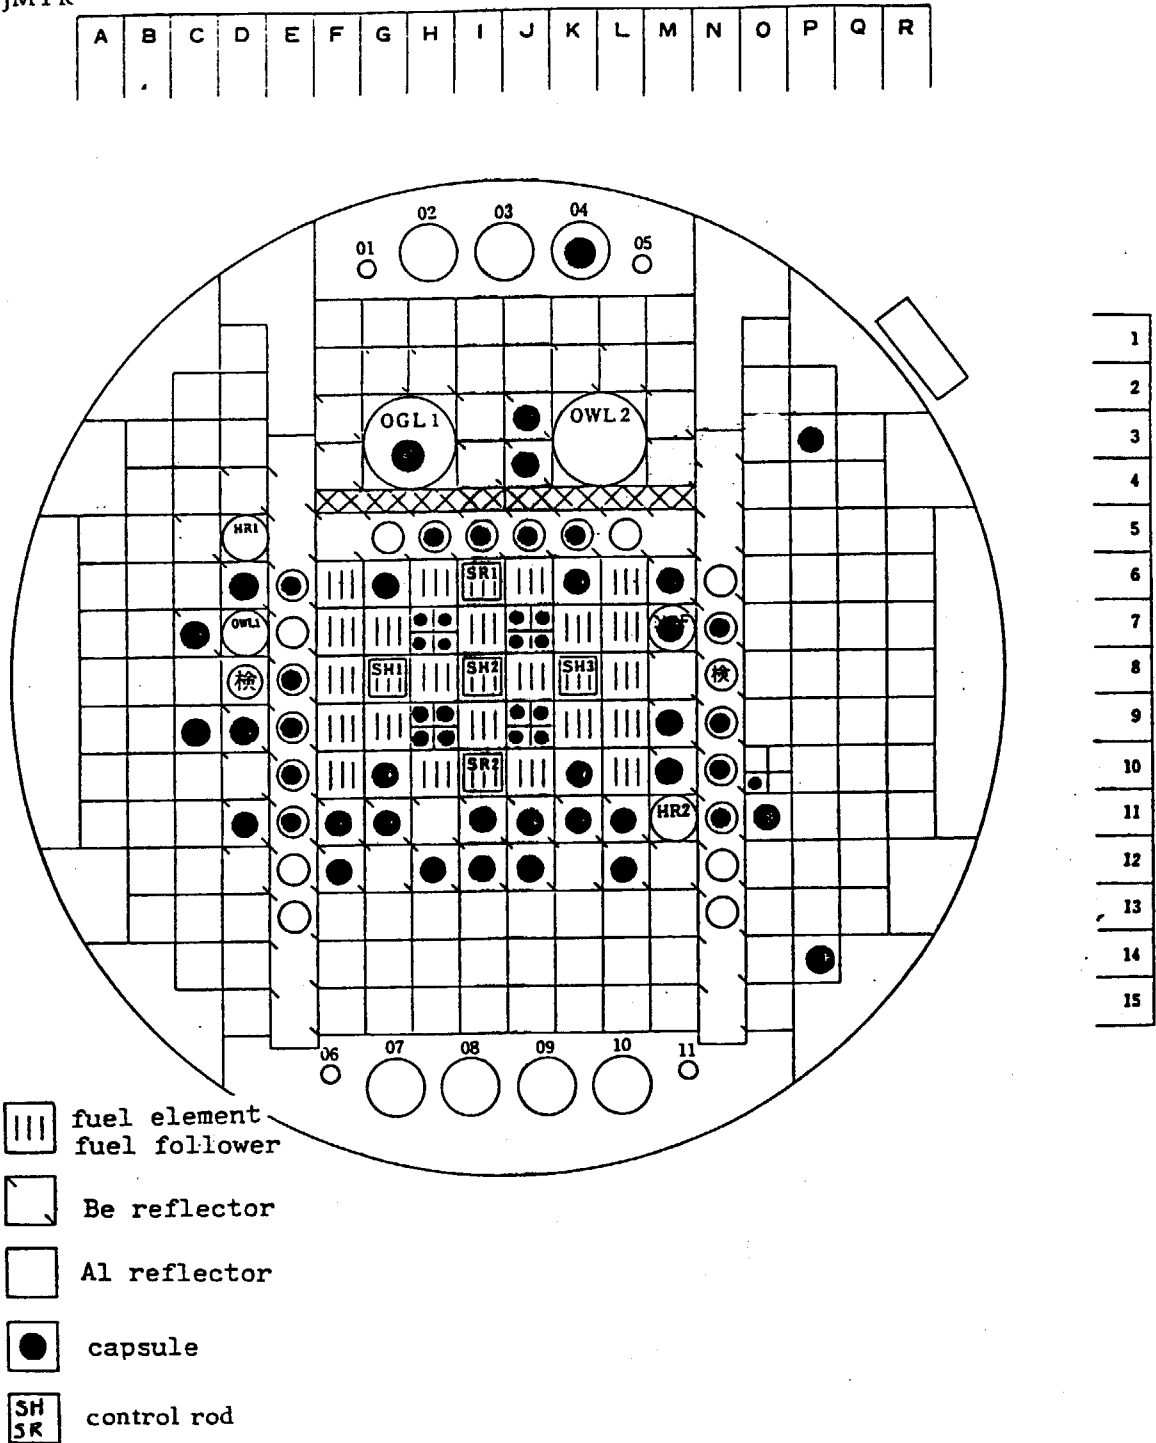 JMTR
A B C D E F G H I J K L M N O P Q R
02 03 04
01 05
1
2
OGL1 OWL2
3
4
HR1
5
SR1
6
OWL1
7
検 SH1 SH2 SH3 検
8
9
SR2
10
HR2
11
12
13
14
15
06 07 08 09 10 11
fuel element
fuel follower
Be reflector
Al reflector
capsule
SH
SR
control rod